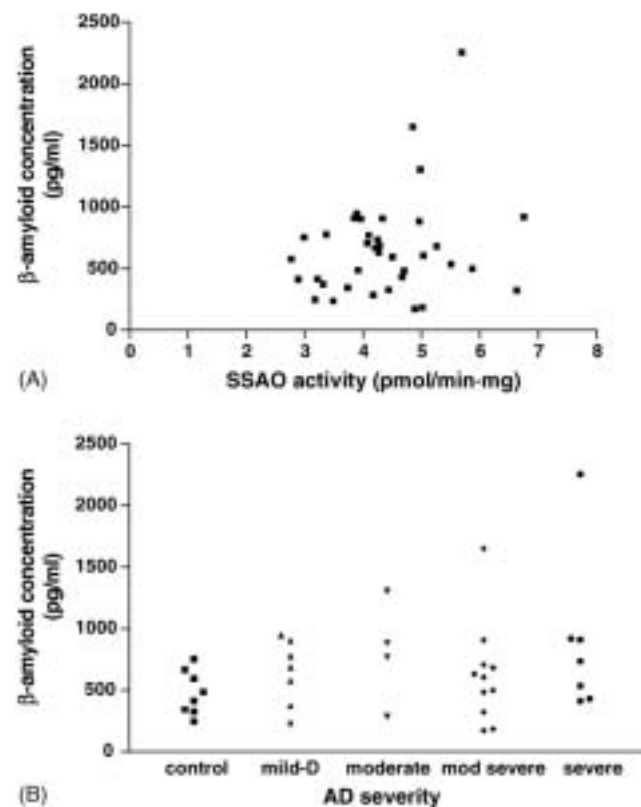 2500
2000
1500
1000
500
0
β-amyloid concentration
(pg/ml)
0 1 2 3 4 5 6 7 8
(A)
SSAO activity (pmol/min-mg)
2500
2000
1500
1000
500
0
β-amyloid concentration
(pg/ml)
control mild-D moderate mod severe severe
(B)
AD severity